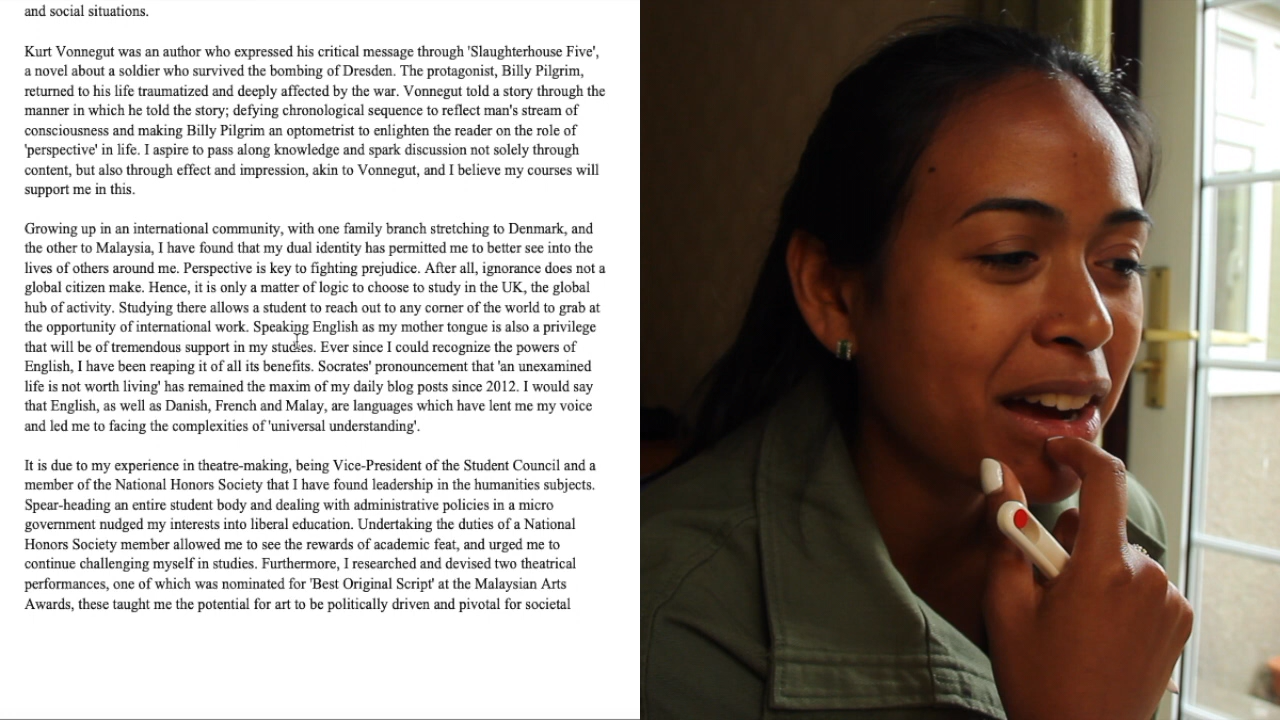 and social situations.
Kurt Vonnegut was an author who expressed his critical message through 'Slaughterhouse Five',
a novel about a soldier who survived the bombing of Dresden. The protagonist, Billy Pilgrim,
returned to his life traumatized and deeply affected by the war. Vonnegut told a story through the
manner in which he told the story; defying chronological sequence to reflect man's stream of
consciousness and making Billy Pilgrim an optometrist to enlighten the reader on the role of
'perspective' in life. I aspire to pass along knowledge and spark discussion not solely through
content, but also through effect and impression, akin to Vonnegut, and I believe my courses will
support me in this.
Growing up in an international community, with one family branch stretching to Denmark, and
the other to Malaysia, I have found that my dual identity has permitted me to better see into the
lives of others around me. Perspective is key to fighting prejudice. After all, ignorance does not a
global citizen make. Hence, it is only a matter of logic to choose to study in the UK, the global
hub of activity. Studying there allows a student to reach out to any corner of the world to grab at
the opportunity of international work. Speaking English as my mother tongue is also a privilege
that will be of tremendous support in my studies. Ever since I could recognize the powers of
English, I have been reaping it of all its benefits. Socrates' pronouncement that 'an unexamined
life is not worth living' has remained the maxim of my daily blog posts since 2012. I would say
that English, as well as Danish, French and Malay, are languages which have lent me my voice
and led me to facing the complexities of 'universal understanding'.
It is due to my experience in theatre-making, being Vice-President of the Student Council and a
member of the National Honors Society that I have found leadership in the humanities subjects.
Spear-heading an entire student body and dealing with administrative policies in a micro
government nudged my interests into liberal education. Undertaking the duties of a National
Honors Society member allowed me to see the rewards of academic feat, and urged me to
continue challenging myself in studies. Furthermore, I researched and devised two theatrical
performances, one of which was nominated for 'Best Original Script' at the Malaysian Arts
Awards, these taught me the potential for art to be politically driven and pivotal for societal